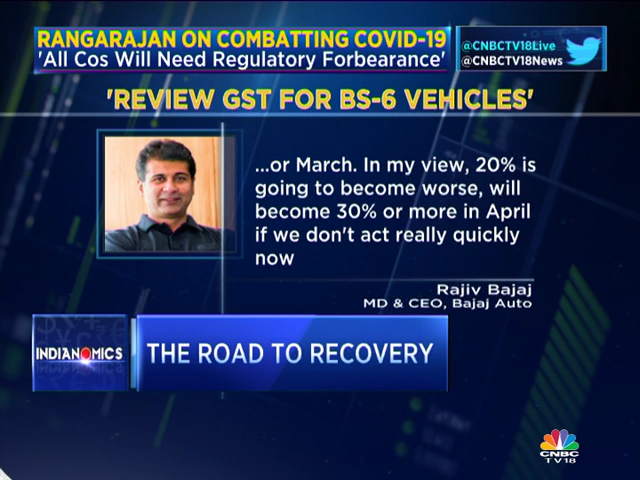 RANGARAJAN ON COMBATTING COVID-19
'All Cos Will Need Regulatory Forbearance'
@CNBCTV18Live
@CNBCTV18News
'REVIEW GST FOR BS-6 VEHICLES'
...or March. In my view, 20% is
going to become worse, will
become 30% or more in April
if we don't act really quickly
now
Rajiv Bajaj
MD & CEO, Bajaj Auto
INDIANOMICS
THE ROAD TO RECOVERY
CNBC
TV18